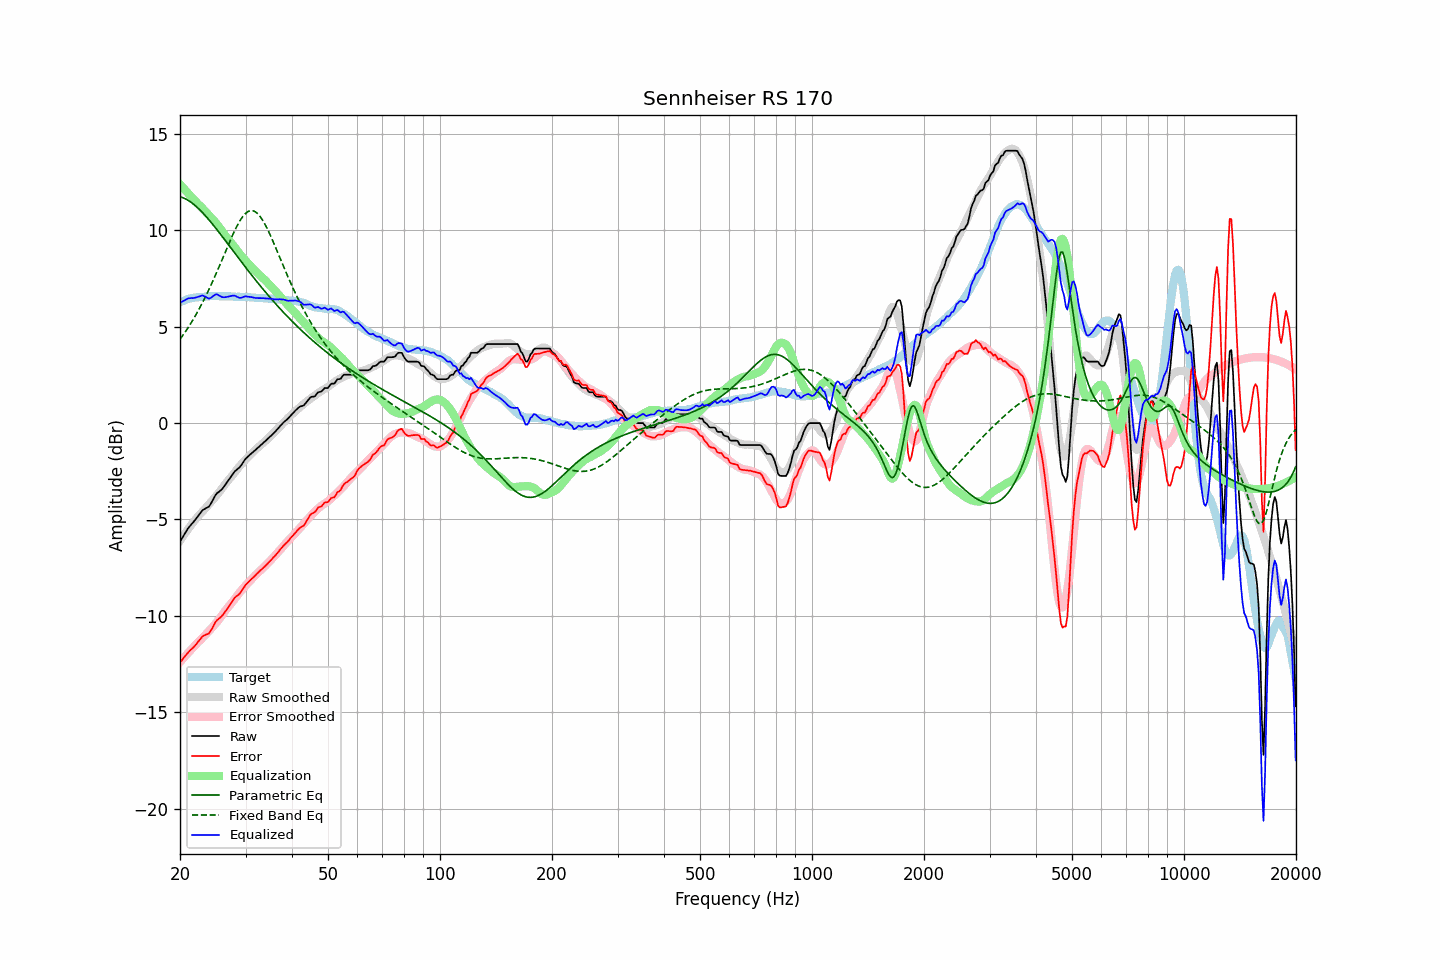 Sennheiser RS 170
Amplitude (dBr)
15
10
5
0
−5
−10
−15
−20
Target
Raw Smoothed
Error Smoothed
Raw
Error
Equalization
Parametric Eq
Fixed Band Eq
Equalized
20 50 100 200 500 1000 2000 5000 10000 20000
Frequency (Hz)